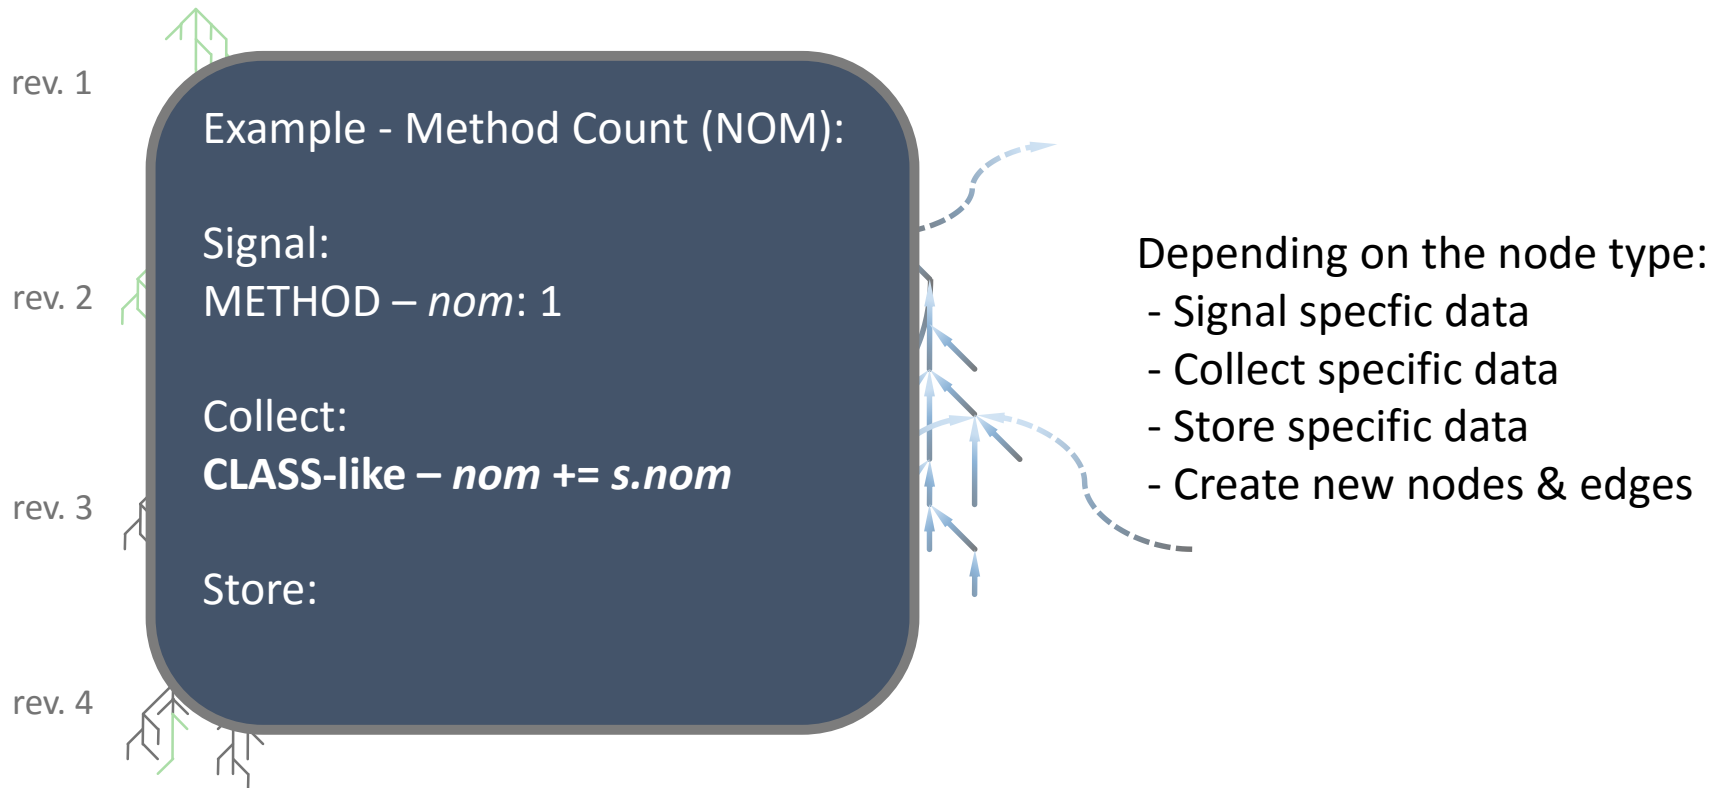 rev. 1
rev. 2
rev. 3
rev. 4
Example - Method Count (NOM):
Signal:
METHOD – nom: 1
Collect:
CLASS-like – nom += s.nom
Store:
Depending on the node type:
- Signal specfic data
- Collect specific data
- Store specific data
- Create new nodes & edges